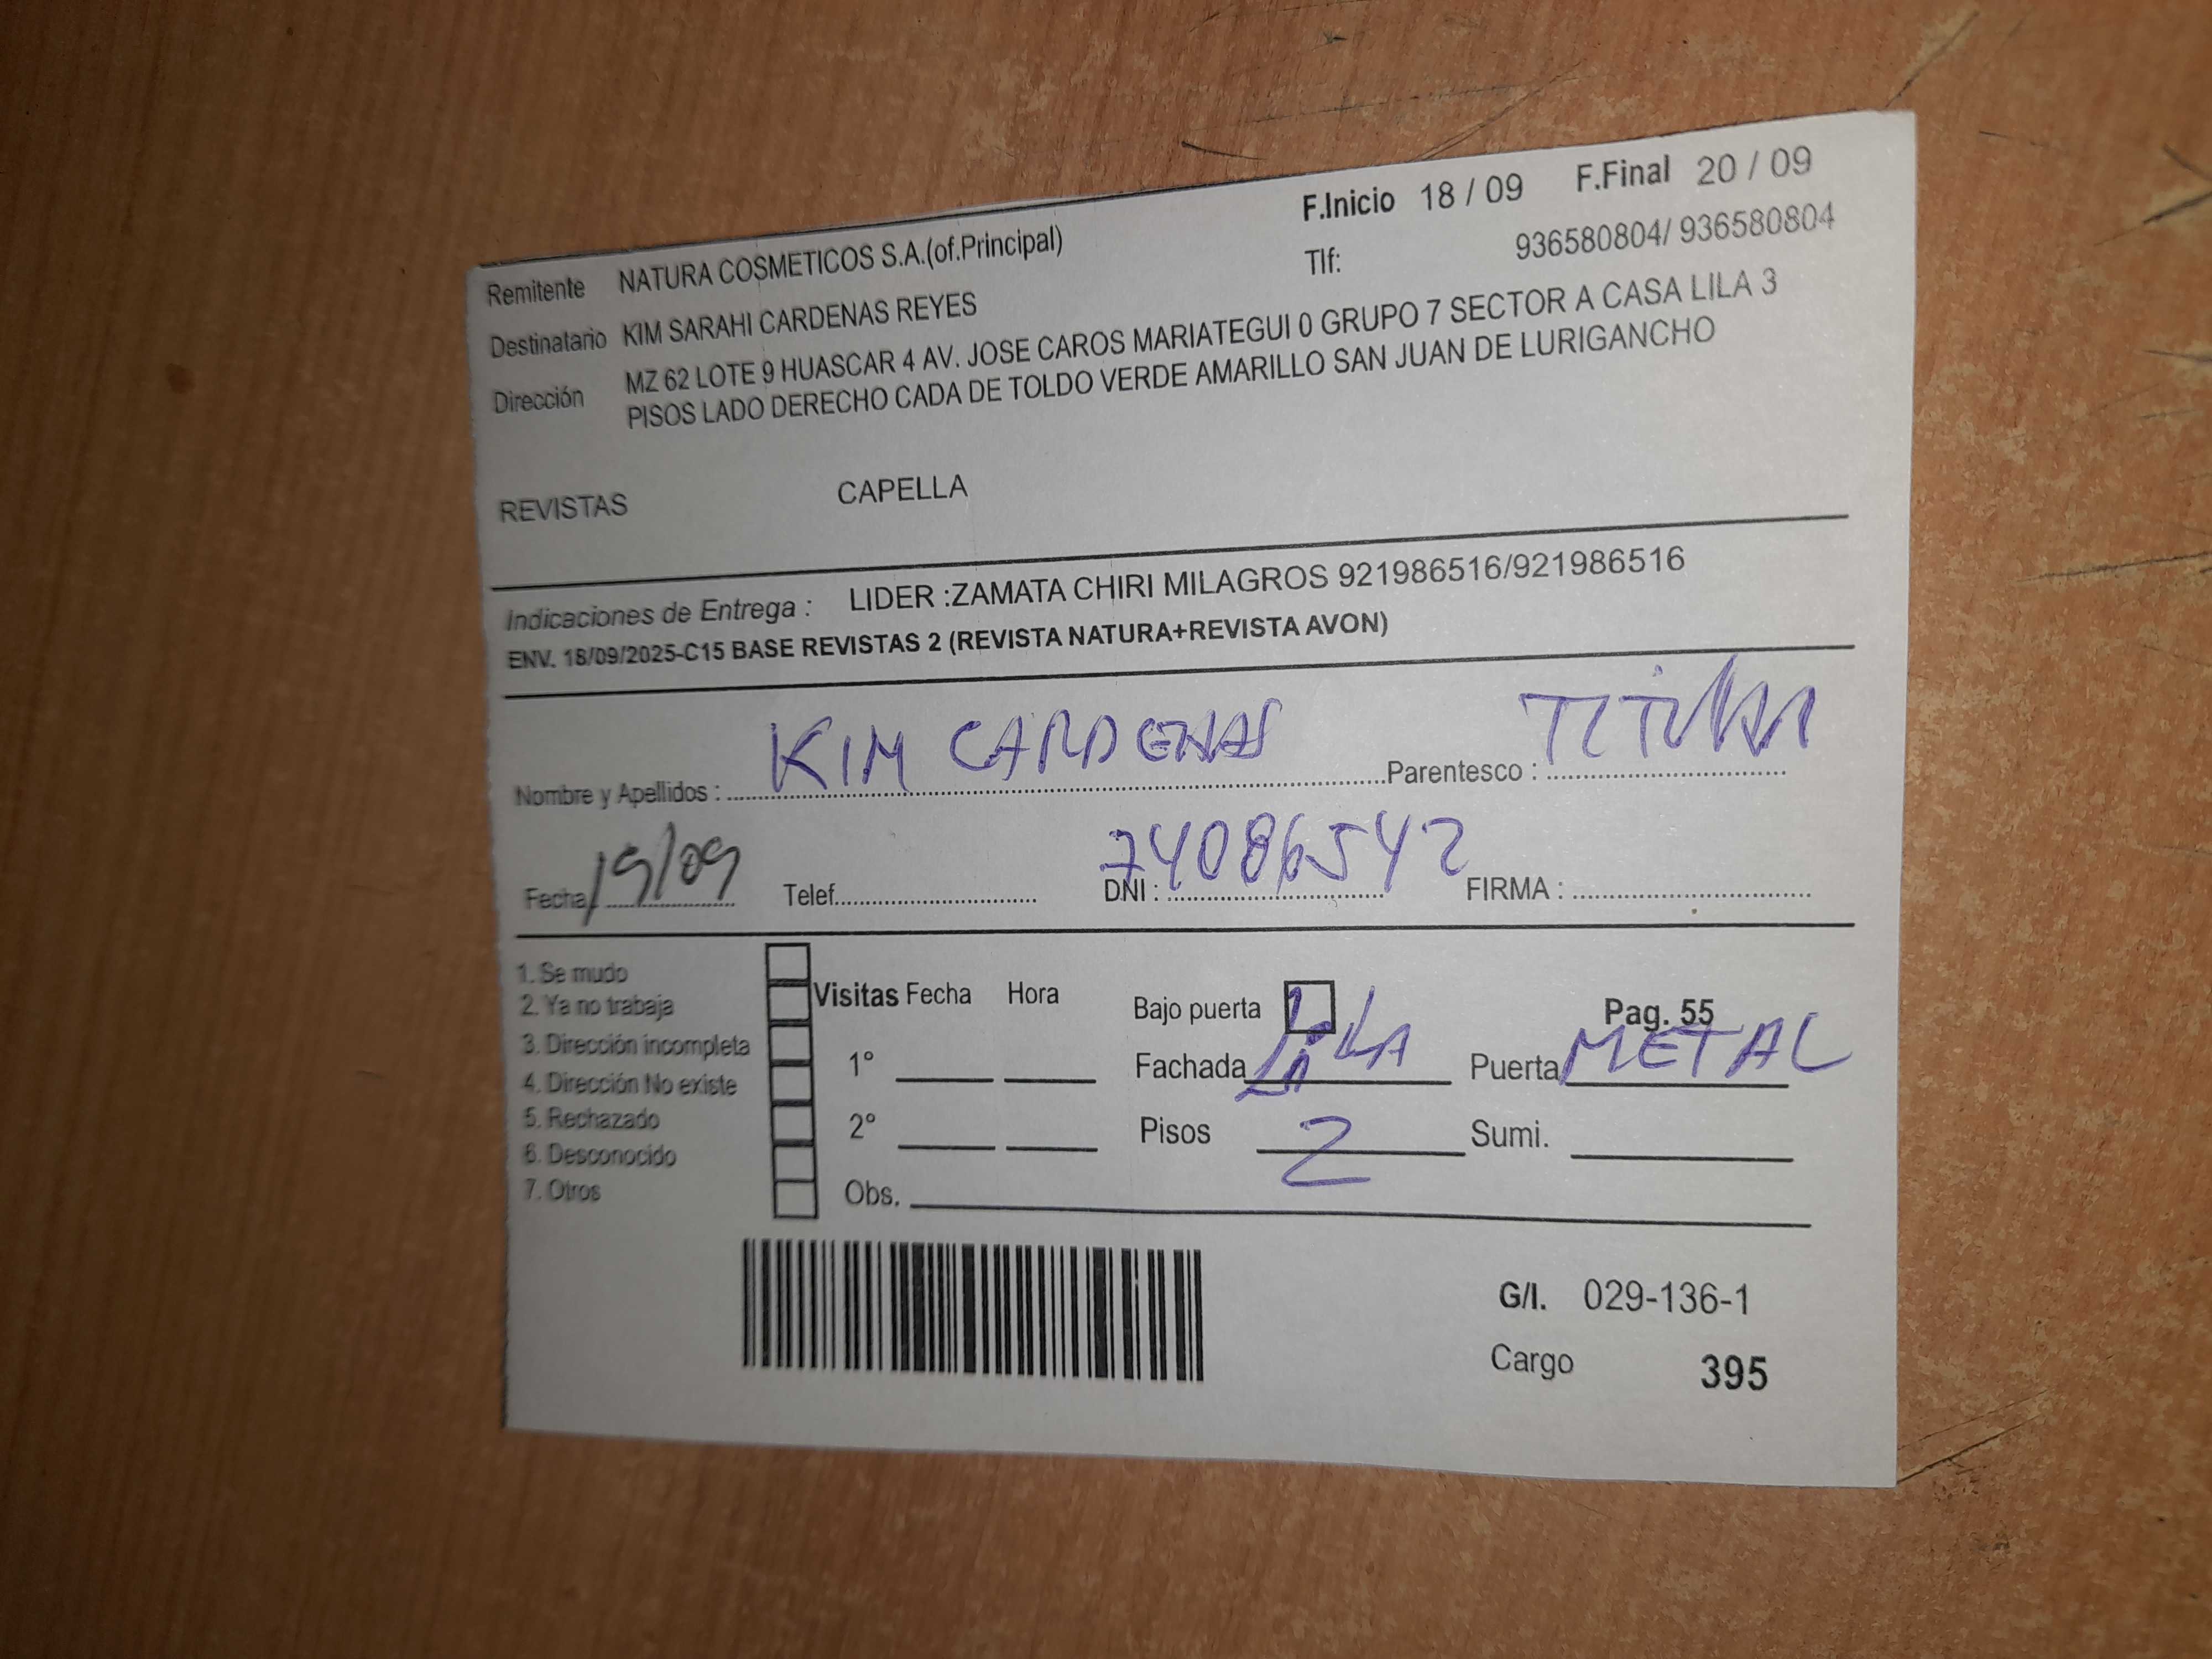 F.Inicio 18 / 09 F.Final 20 / 09
Remitente NATURA COSMETICOS S.A.(of.Principal) Tlf: 936580804/ 936580804
Destinatario KIM SARAHI CARDENAS REYES
Dirección MZ 62 LOTE 9 HUASCAR 4 AV. JOSE CAROS MARIATEGUI 0 GRUPO 7 SECTOR A CASA LILA 3
PISOS LADO DERECHO CADA DE TOLDO VERDE AMARILLO SAN JUAN DE LURIGANCHO
REVISTAS CAPELLA
Indicaciones de Entrega : LIDER :ZAMATA CHIRI MILAGROS 921986516/921986516
ENV. 18/09/2025-C15 BASE REVISTAS 2 (REVISTA NATURA+REVISTA AVON)
Nombre y Apellidos : KIM CARDENAS Parentesco :
Fecha 19/09 Telef. DNI : 74086542 FIRMA :
1. Se mudo
2. Ya no trabaja
3. Dirección incompleta
4. Dirección No existe
5. Rechazado
6. Desconocido
7. Otros
Visitas Fecha Hora
1°
2°
Obs.
Bajo puerta Pag. 55
Fachada LILA Puerta METAL
Pisos 2 Sumi.
G/I. 029-136-1
Cargo 395